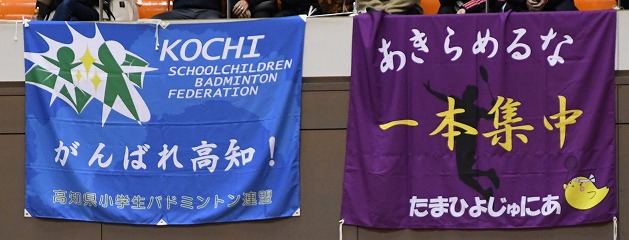 KOCHI
SCHOOLCHILDREN
BADMINTON
FEDERATION
がんばれ高知！
高知県小学生バドミントン連盟
あきらめるな
一本集中
たまひよじゅにあ